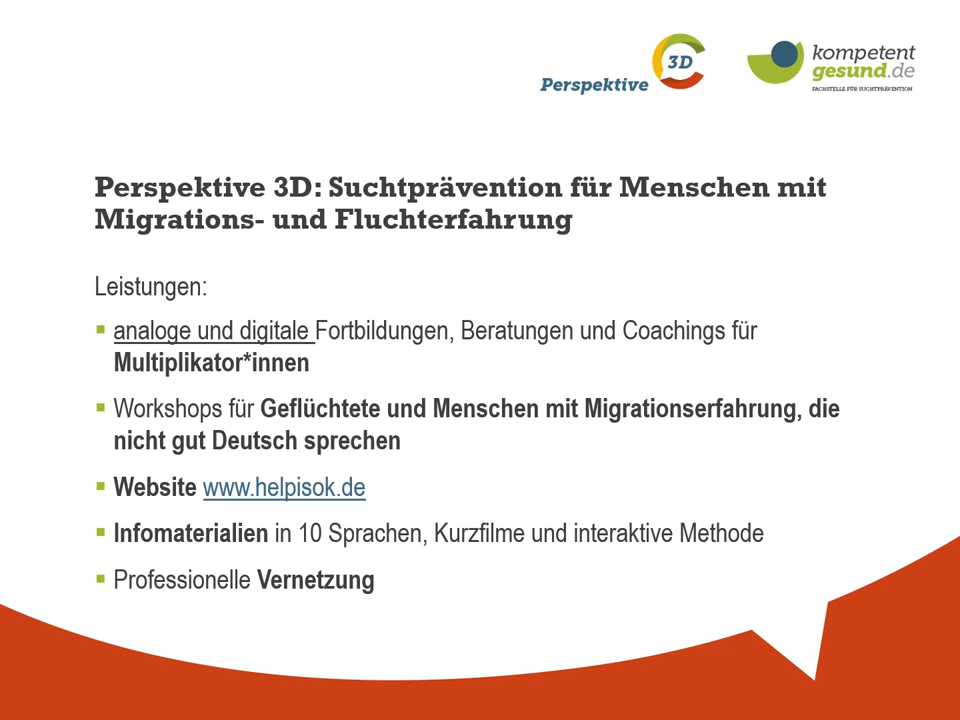 Perspektive 3D
kompetent
gesund.de
FACHSTELLE FÜR SUCHTPRÄVENTION
Perspektive 3D: Suchtprävention für Menschen mit
Migrations- und Fluchterfahrung
Leistungen:
analoge und digitale Fortbildungen, Beratungen und Coachings für
Multiplikator*innen
Workshops für Geflüchtete und Menschen mit Migrationserfahrung, die
nicht gut Deutsch sprechen
Website www.helpisok.de
Infomaterialien in 10 Sprachen, Kurzfilme und interaktive Methode
Professionelle Vernetzung